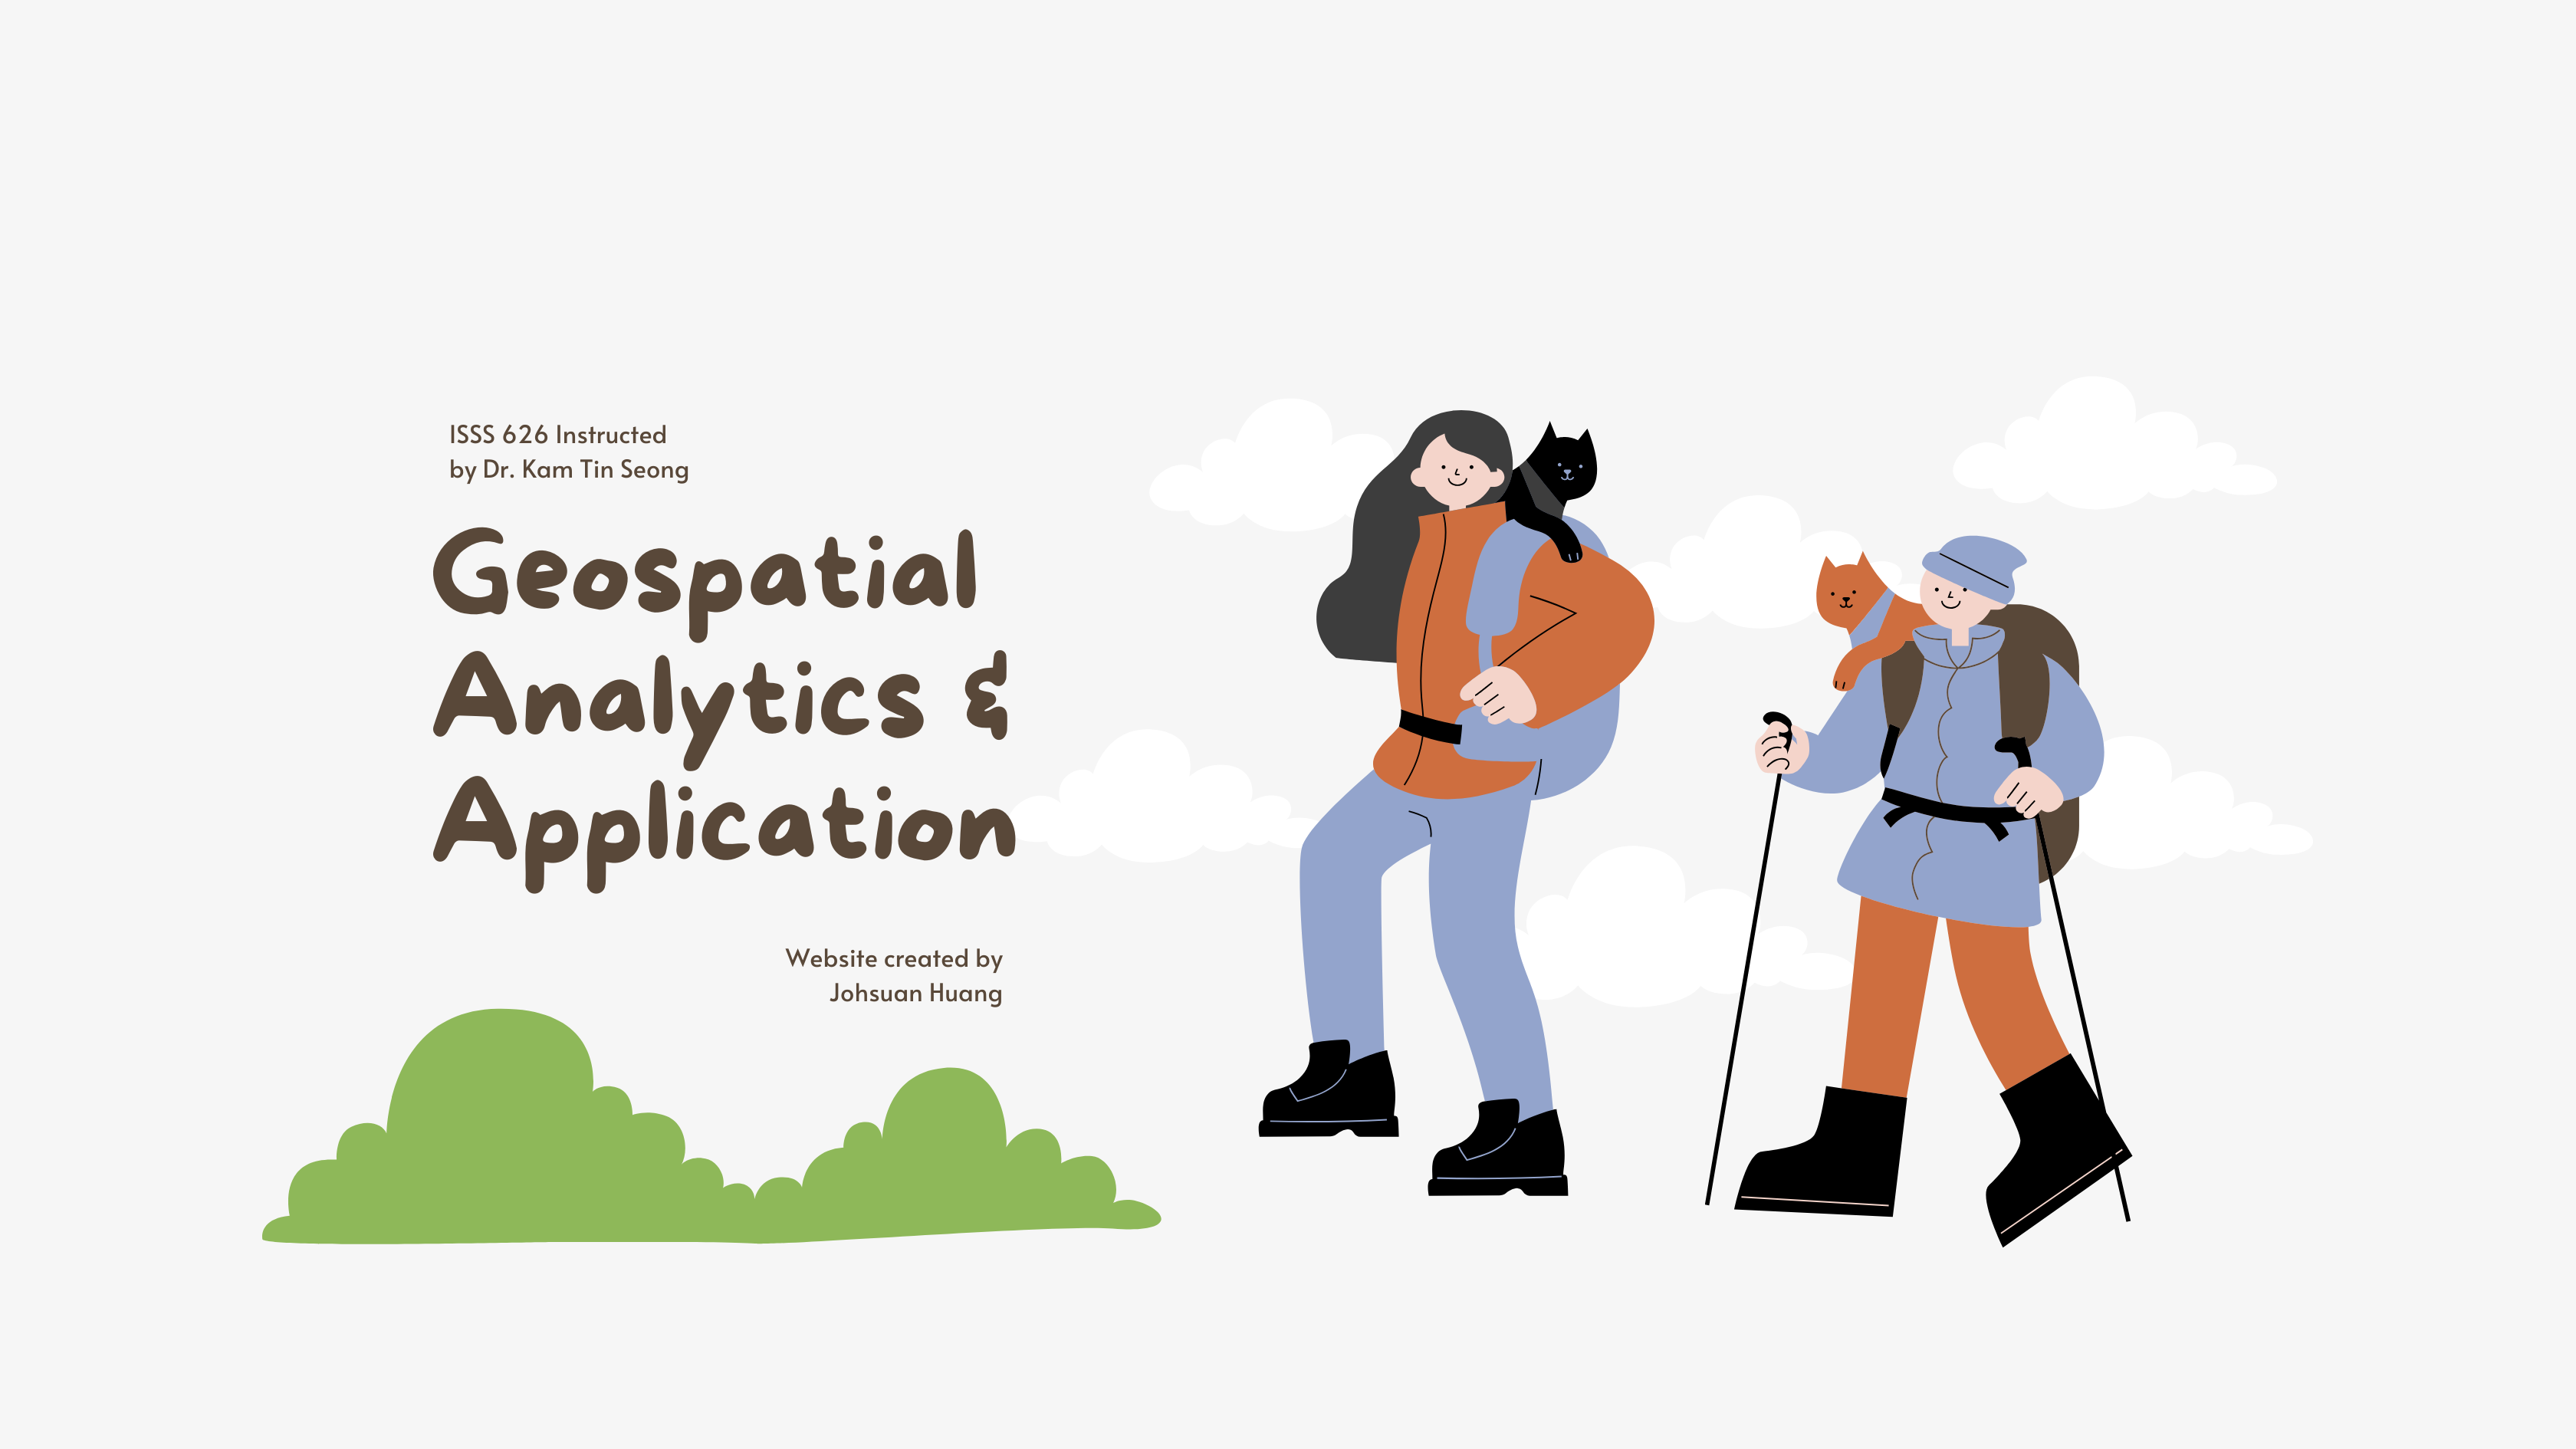 ISSS 626 Instructed
by Dr. Kam Tin Seong
Geospatial
Analytics &
Application
Website created by
Johsuan Huang